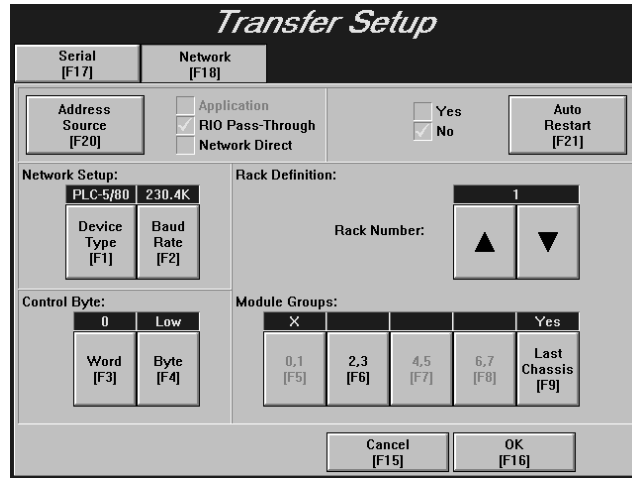 Transfer Setup
Serial
[F17]
Network
[F18]
Address
Source
[F20]
Application
RIO Pass-Through
Network Direct
Yes
No
Auto
Restart
[F21]
Network Setup:
PLC-5/80
230.4K
Device
Type
[F1]
Baud
Rate
[F2]
Rack Definition:
1
Rack Number:
Control Byte:
0
Low
Word
[F3]
Byte
[F4]
Module Groups:
X
Yes
0,1
[F5]
2,3
[F6]
4,5
[F7]
6,7
[F8]
Last
Chassis
[F9]
Cancel
[F15]
OK
[F16]